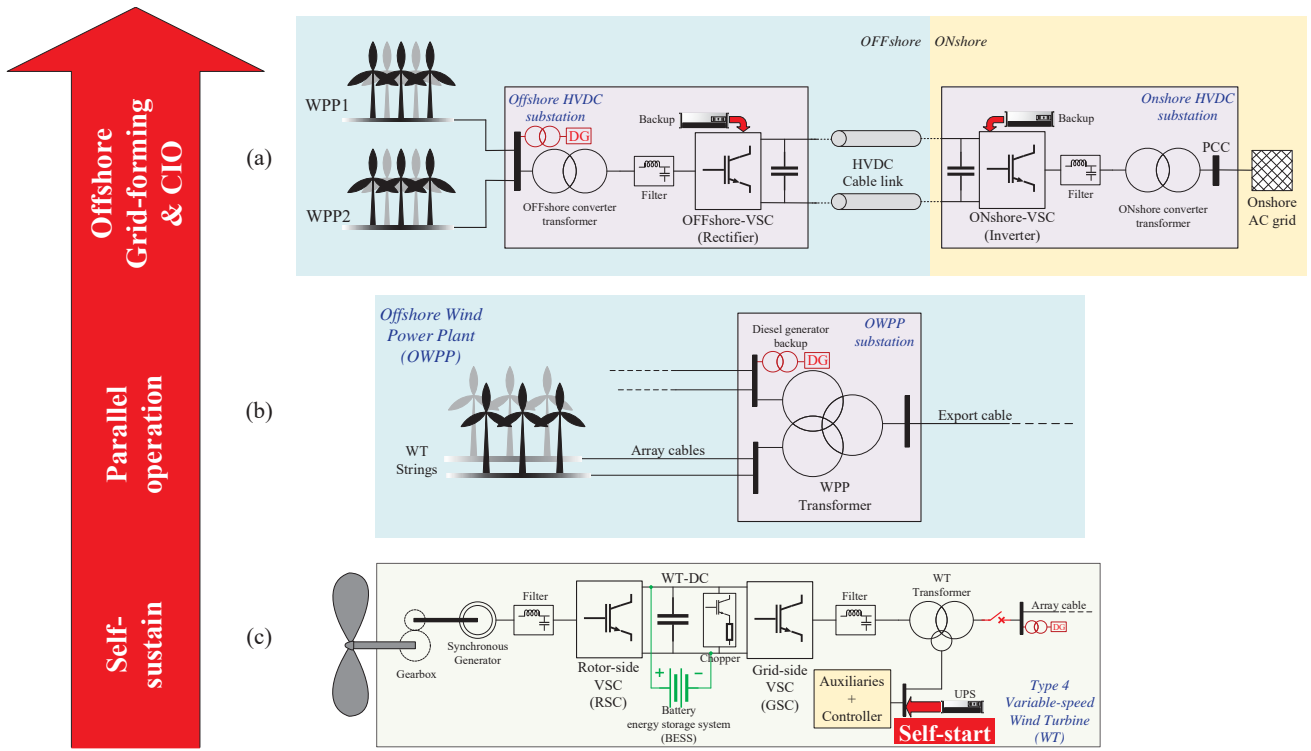 Offshore
Grid-forming
& CIO
Parallel
operation
Self-
sustain
(a)
OFFshore
ONshore
WPP1
WPP2
Offshore HVDC
substation
DG
Backup
OFFshore converter
transformer
Filter
OFFshore-VSC
(Rectifier)
HVDC
Cable link
Onshore HVDC
substation
Backup
ONshore-VSC
(Inverter)
Filter
ONshore converter
transformer
PCC
Onshore
AC grid
(b)
Offshore Wind
Power Plant
(OWPP)
WT
Strings
Array cables
Diesel generator
backup
DG
OWPP
substation
WPP
Transformer
Export cable
(c)
Gearbox
Synchronous
Generator
Filter
Rotor-side
VSC
(RSC)
WT-DC
Chopper
+
−
Battery
energy storage system
(BESS)
Grid-side
VSC
(GSC)
Filter
WT
Transformer
Array cable
DG
Auxiliaries
+
Controller
UPS
Self-start
Type 4
Variable-speed
Wind Turbine
(WT)